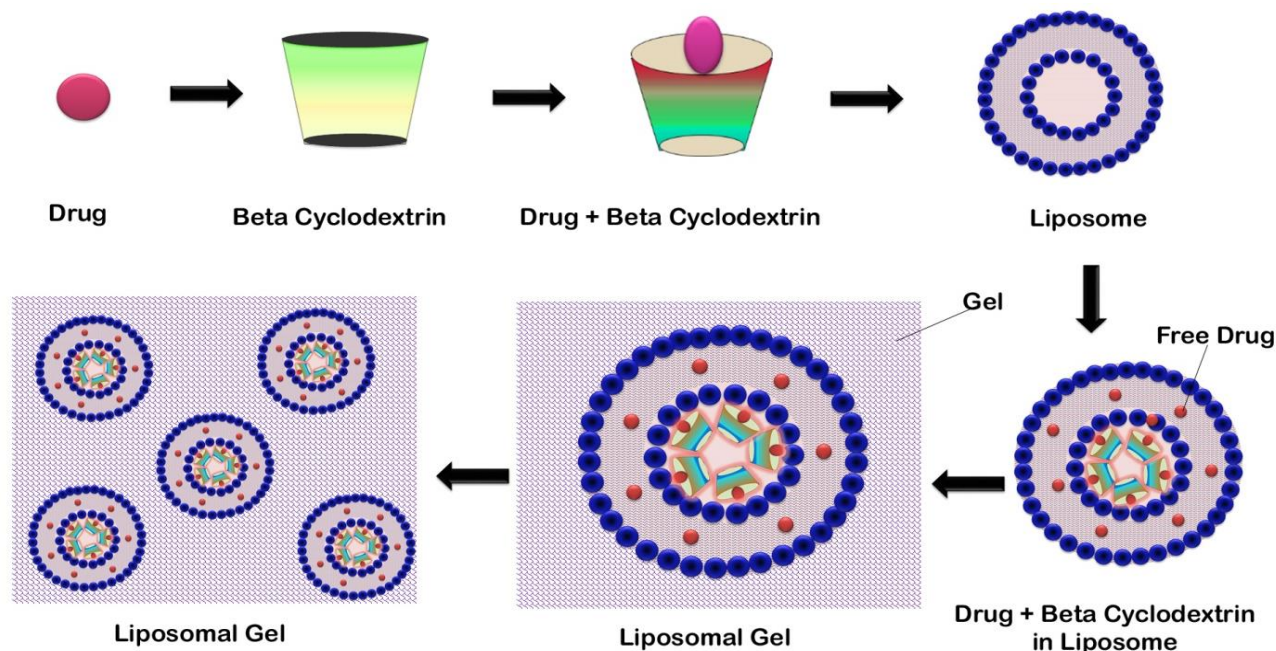 Drug
Beta Cyclodextrin
Drug + Beta Cyclodextrin
Liposome
Gel
Free Drug
Liposomal Gel
Liposomal Gel
Drug + Beta Cyclodextrin
in Liposome